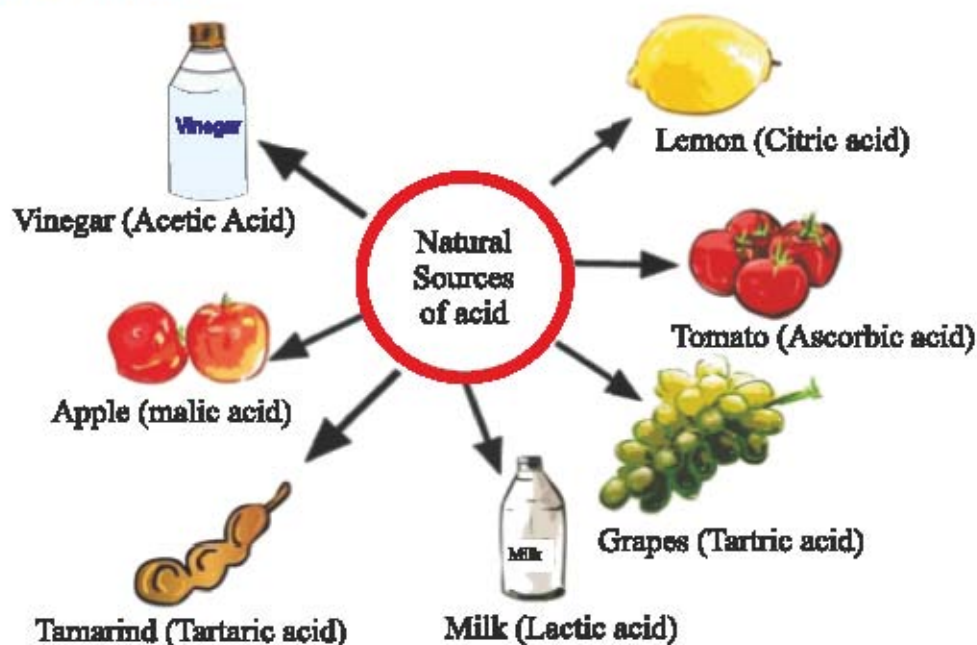 Vinegar
Vinegar (Acetic Acid)
Lemon (Citric acid)
Natural
Sources
of acid
Tomato (Ascorbic acid)
Apple (malic acid)
Grapes (Tartric acid)
Milk
Tamarind (Tartaric acid)
Milk (Lactic acid)